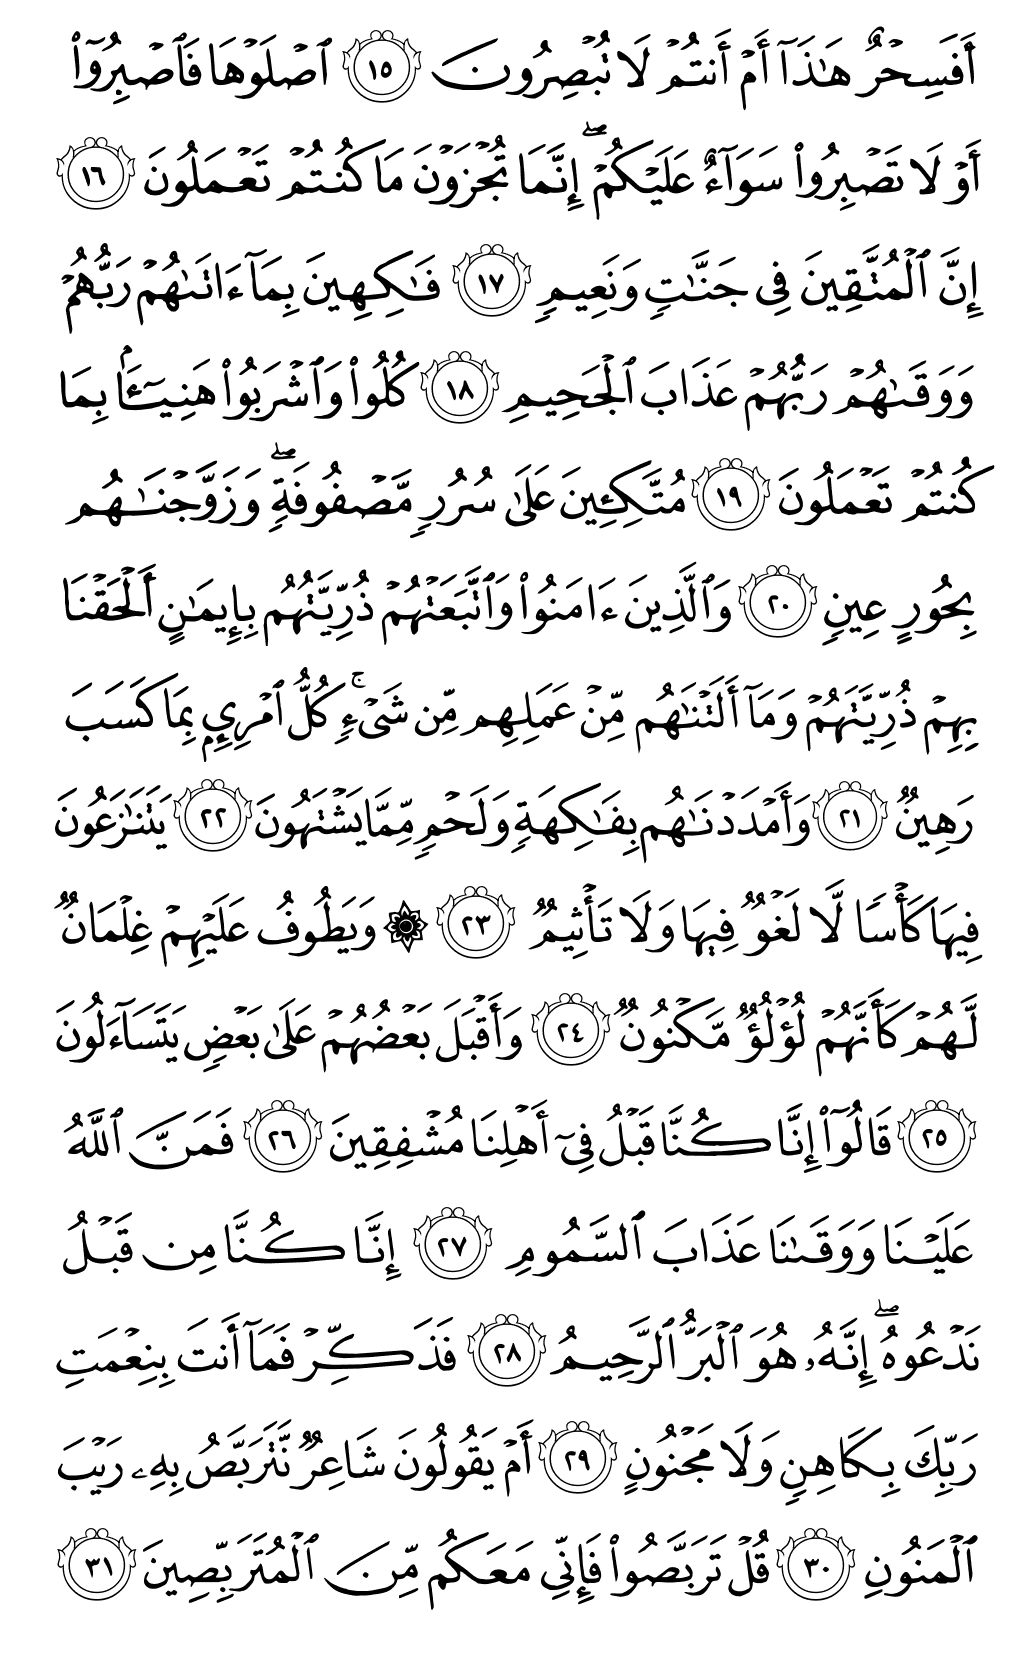 أَفَسِحْرٌ هَٰذَآ أَمْ أَنتُمْ لَا تُبْصِرُونَ ١٥ ٱصْلَوْهَا فَٱصْبِرُوٓا۟
أَوْ لَا تَصْبِرُوا۟ سَوَآءٌ عَلَيْكُمْ ۖ إِنَّمَا تُجْزَوْنَ مَا كُنتُمْ تَعْمَلُونَ ١٦
إِنَّ ٱلْمُتَّقِينَ فِى جَنَّٰتٍ وَنَعِيمٍ ١٧ فَٰكِهِينَ بِمَآ ءَاتَىٰهُمْ رَبُّهُمْ
وَوَقَىٰهُمْ رَبُّهُمْ عَذَابَ ٱلْجَحِيمِ ١٨ كُلُوا۟ وَٱشْرَبُوا۟ هَنِيٓـًٔۢا بِمَا
كُنتُمْ تَعْمَلُونَ ١٩ مُتَّكِـِٔينَ عَلَىٰ سُرُرٍ مَّصْفُوفَةٍ ۖ وَزَوَّجْنَٰهُم
بِحُورٍ عِينٍ ٢٠ وَٱلَّذِينَ ءَامَنُوا۟ وَٱتَّبَعَتْهُمْ ذُرِّيَّتُهُم بِإِيمَٰنٍ أَلْحَقْنَا
بِهِمْ ذُرِّيَّتَهُمْ وَمَآ أَلَتْنَٰهُم مِّنْ عَمَلِهِم مِّن شَىْءٍ ۚ كُلُّ ٱمْرِئٍۭ بِمَا كَسَبَ
رَهِينٌ ٢١ وَأَمْدَدْنَٰهُم بِفَٰكِهَةٍ وَلَحْمٍ مِّمَّا يَشْتَهُونَ ٢٢ يَتَنَٰزَعُونَ
فِيهَا كَأْسًا لَّا لَغْوٌ فِيهَا وَلَا تَأْثِيمٌ ٢٣ ۞ وَيَطُوفُ عَلَيْهِمْ غِلْمَانٌ
لَّهُمْ كَأَنَّهُمْ لُؤْلُؤٌ مَّكْنُونٌ ٢٤ وَأَقْبَلَ بَعْضُهُمْ عَلَىٰ بَعْضٍ يَتَسَآءَلُونَ
٢٥ قَالُوٓا۟ إِنَّا كُنَّا قَبْلُ فِىٓ أَهْلِنَا مُشْفِقِينَ ٢٦ فَمَنَّ ٱللَّهُ
عَلَيْنَا وَوَقَىٰنَا عَذَابَ ٱلسَّمُومِ ٢٧ إِنَّا كُنَّا مِن قَبْلُ
نَدْعُوهُ ۖ إِنَّهُۥ هُوَ ٱلْبَرُّ ٱلرَّحِيمُ ٢٨ فَذَكِّرْ فَمَآ أَنتَ بِنِعْمَتِ
رَبِّكَ بِكَاهِنٍ وَلَا مَجْنُونٍ ٢٩ أَمْ يَقُولُونَ شَاعِرٌ نَّتَرَبَّصُ بِهِۦ رَيْبَ
ٱلْمَنُونِ ٣٠ قُلْ تَرَبَّصُوا۟ فَإِنِّى مَعَكُم مِّنَ ٱلْمُتَرَبِّصِينَ ٣١